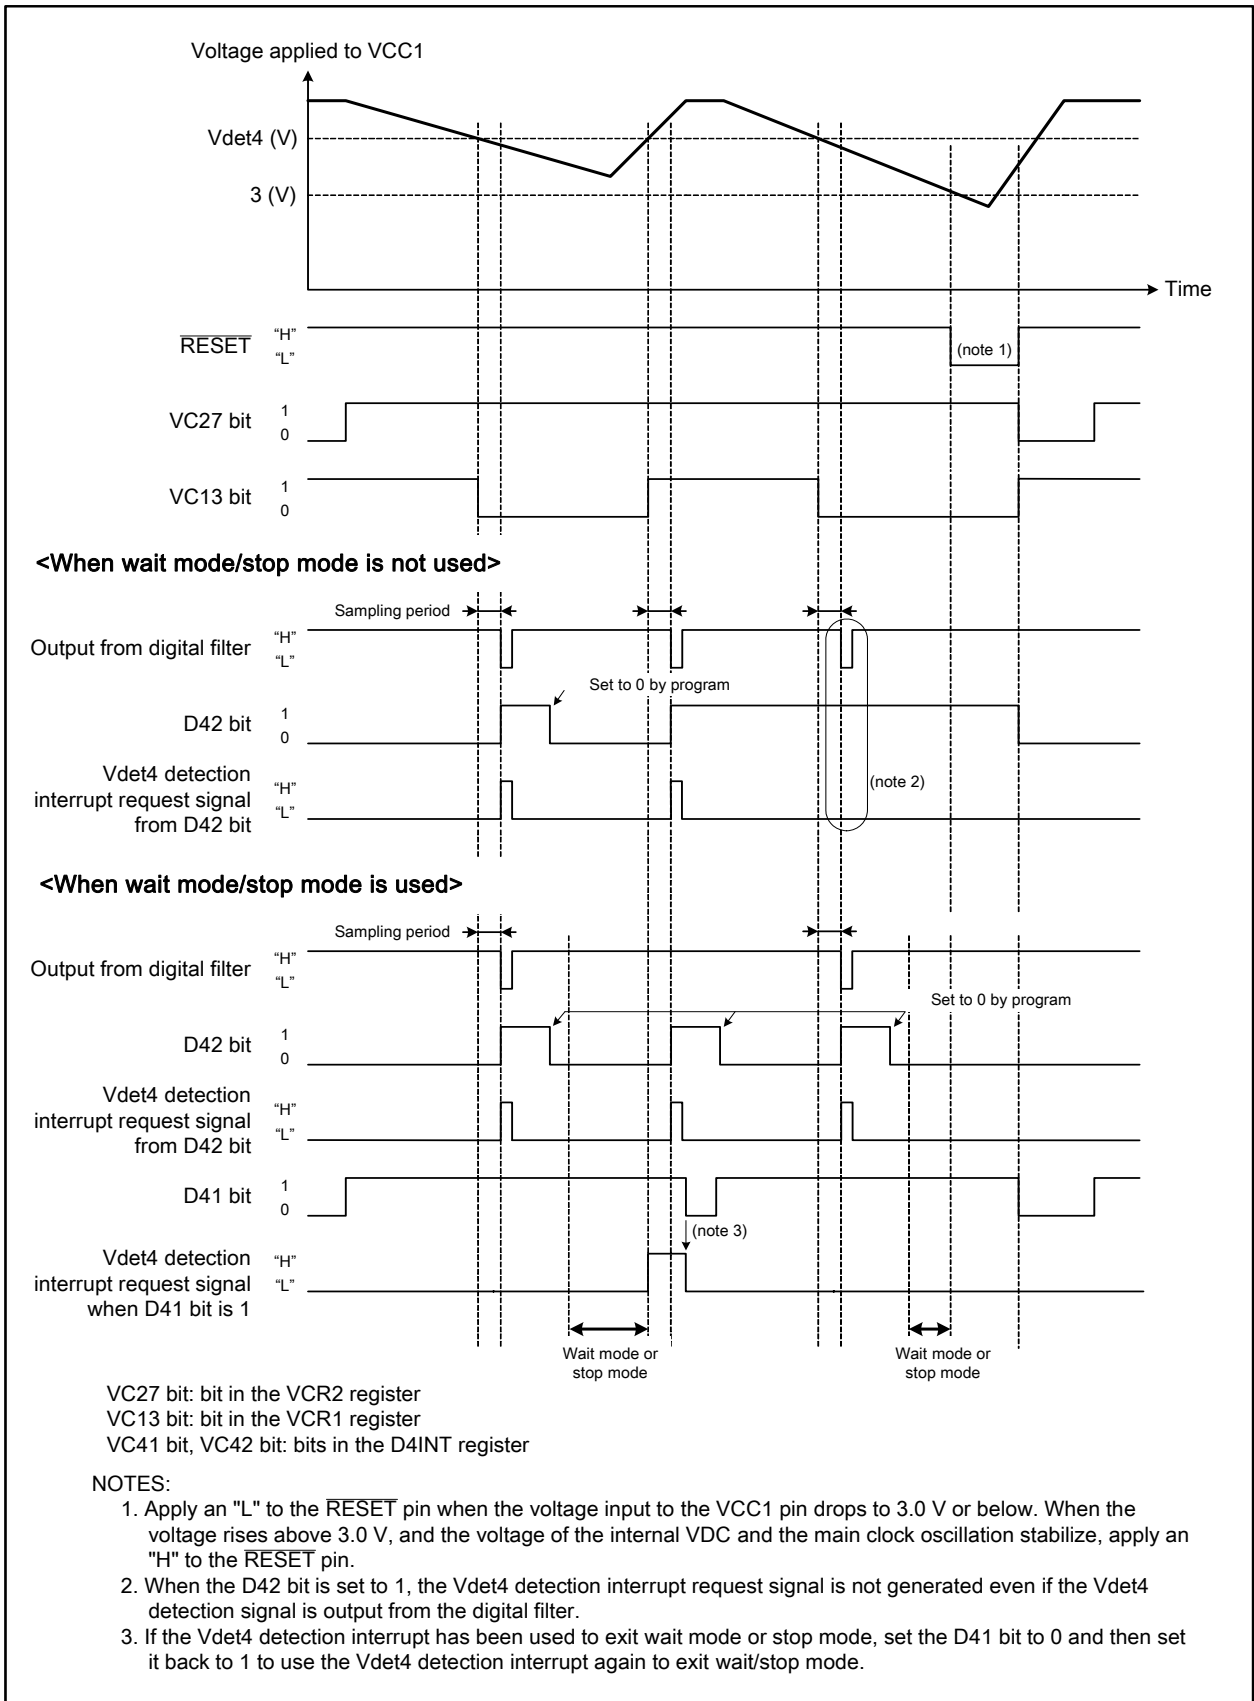 Voltage applied to VCC1
Vdet4 (V)
3 (V)
Time
RESET
“H”
“L”
(note 1)
VC27 bit
1
0
VC13 bit
1
0
<When wait mode/stop mode is not used>
Sampling period
Output from digital filter
“H”
“L”
Set to 0 by program
D42 bit
1
0
Vdet4 detection
interrupt request signal
from D42 bit
“H”
“L”
(note 2)
<When wait mode/stop mode is used>
Sampling period
Output from digital filter
“H”
“L”
Set to 0 by program
D42 bit
1
0
Vdet4 detection
interrupt request signal
from D42 bit
“H”
“L”
D41 bit
1
0
(note 3)
Vdet4 detection
interrupt request signal
when D41 bit is 1
“H”
“L”
Wait mode or
stop mode
Wait mode or
stop mode
VC27 bit: bit in the VCR2 register
VC13 bit: bit in the VCR1 register
VC41 bit, VC42 bit: bits in the D4INT register
NOTES:
1. Apply an "L" to the RESET pin when the voltage input to the VCC1 pin drops to 3.0 V or below. When the
voltage rises above 3.0 V, and the voltage of the internal VDC and the main clock oscillation stabilize, apply an
"H" to the RESET pin.
2. When the D42 bit is set to 1, the Vdet4 detection interrupt request signal is not generated even if the Vdet4
detection signal is output from the digital filter.
3. If the Vdet4 detection interrupt has been used to exit wait mode or stop mode, set the D41 bit to 0 and then set
it back to 1 to use the Vdet4 detection interrupt again to exit wait/stop mode.